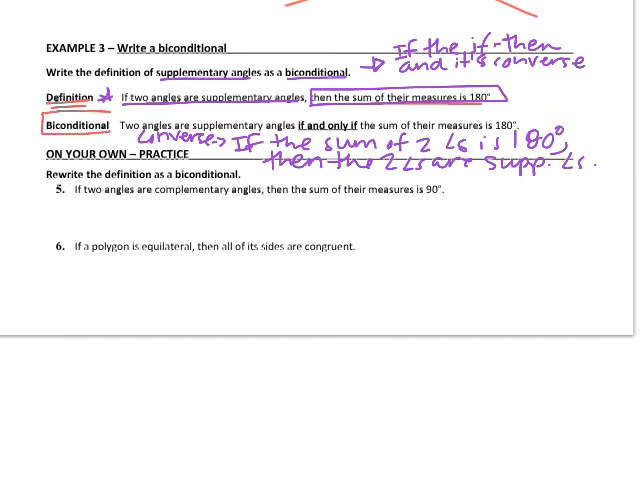 EXAMPLE 3 – Write a biconditional
If the if-then
and it's converse
Write the definition of supplementary angles as a biconditional.
Definition If two angles are supplementary angles, then the sum of their measures is 180°
Biconditional Two angles are supplementary angles if and only if the sum of their measures is 180°.
Converse → If the sum of 2 ∠s is 180°,
then the 2 ∠s are supp. ∠s.
ON YOUR OWN – PRACTICE
Rewrite the definition as a biconditional.
5. If two angles are complementary angles, then the sum of their measures is 90°.
6. If a polygon is equilateral, then all of its sides are congruent.